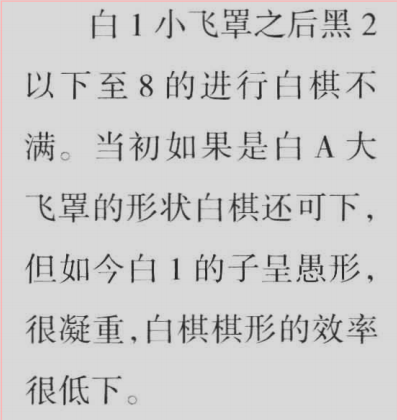 白1小飞罩之后黑2
以下至8的进行白棋不
满。当初如果是白A大
飞罩的形状白棋还可下,
但如今白1的子呈愚形,
很凝重,白棋棋形的效率
很低下。